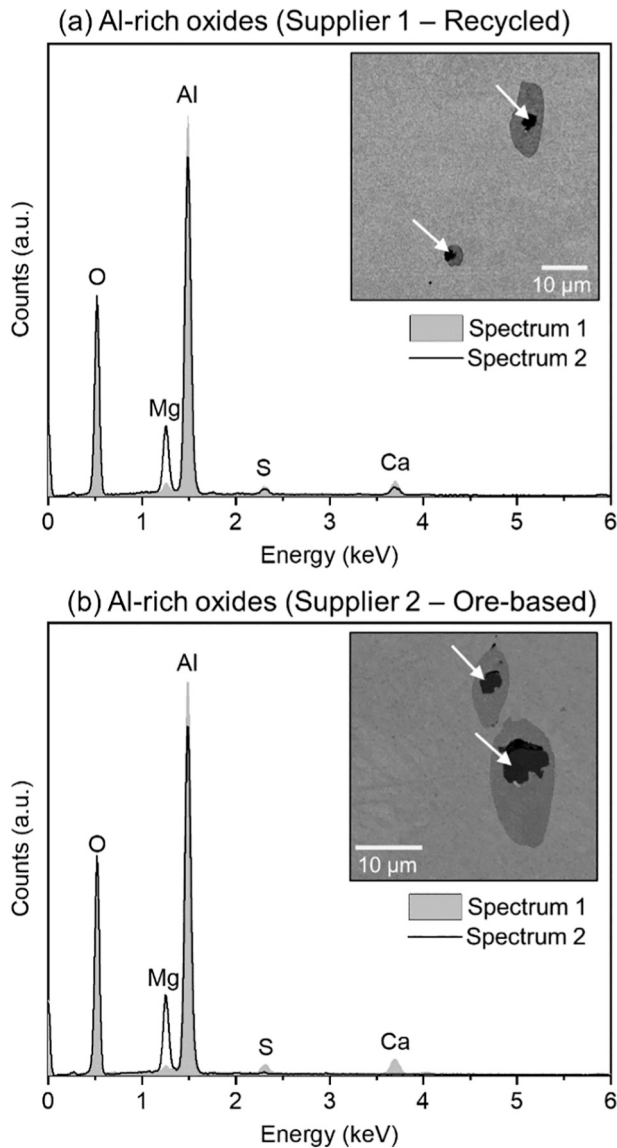 (a) Al-rich oxides (Supplier 1 – Recycled)
Counts (a.u.)
O
Mg
Al
S
Ca
10 µm
Spectrum 1
Spectrum 2
0 1 2 3 4 5 6
Energy (keV)
(b) Al-rich oxides (Supplier 2 – Ore-based)
Counts (a.u.)
O
Mg
Al
S
Ca
10 µm
Spectrum 1
Spectrum 2
0 1 2 3 4 5 6
Energy (keV)